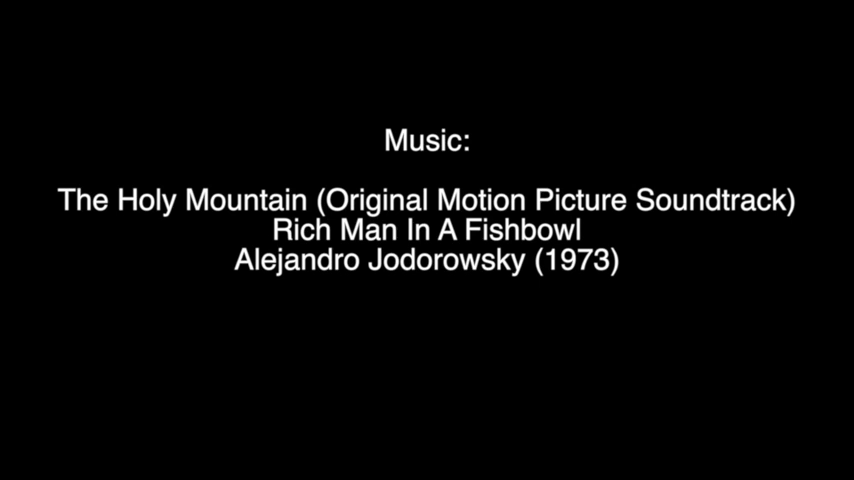 Music:
The Holy Mountain (Original Motion Picture Soundtrack)
Rich Man In A Fishbowl
Alejandro Jodorowsky (1973)